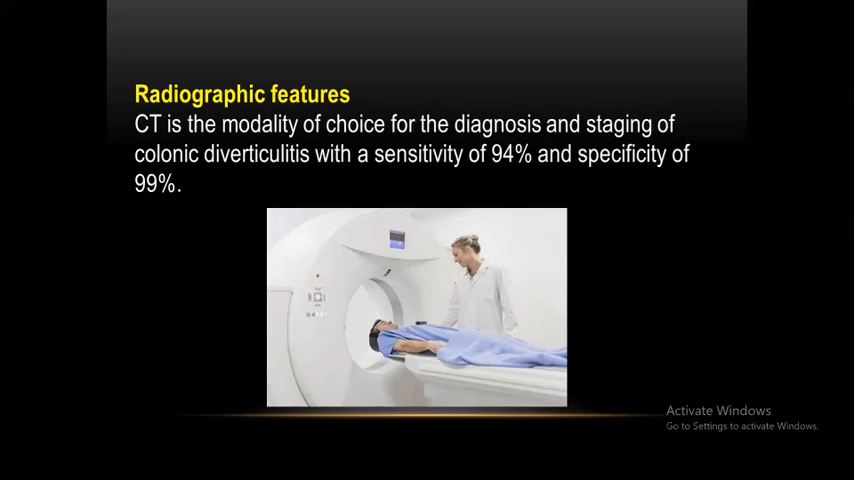 Radiographic features
CT is the modality of choice for the diagnosis and staging of
colonic diverticulitis with a sensitivity of 94% and specificity of
99%.
Activate Windows
Go to Settings to activate Windows.